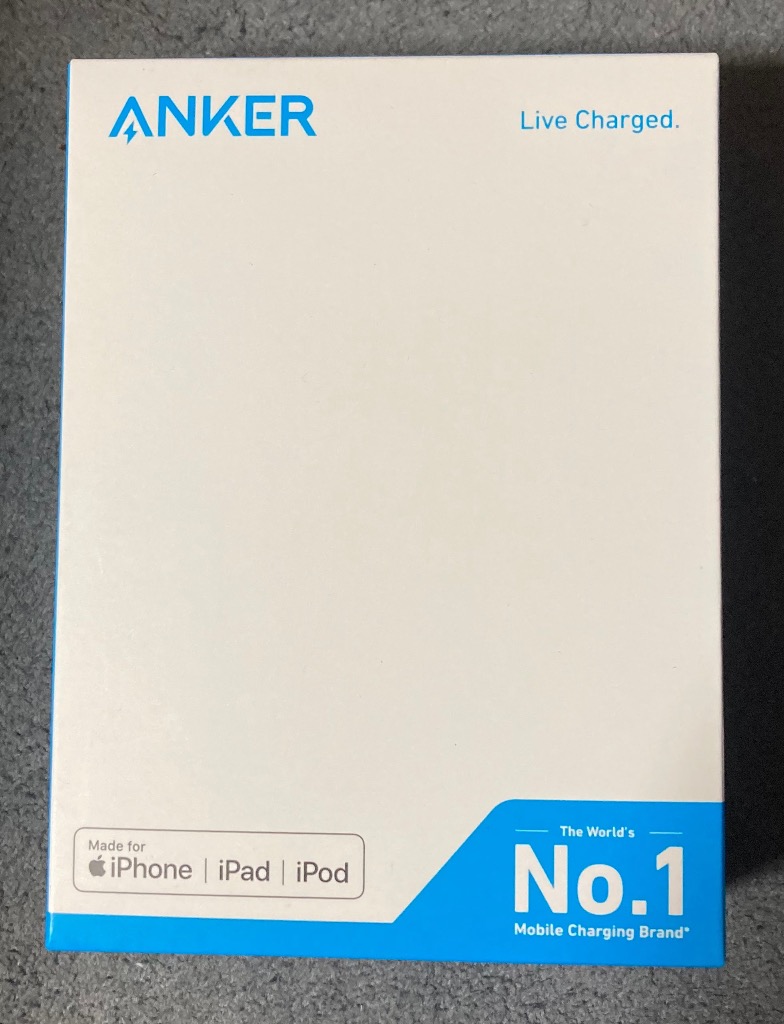 ANKER
Live Charged.
Made for
iPhone | iPad | iPod
The World's
No.1
Mobile Charging Brand*